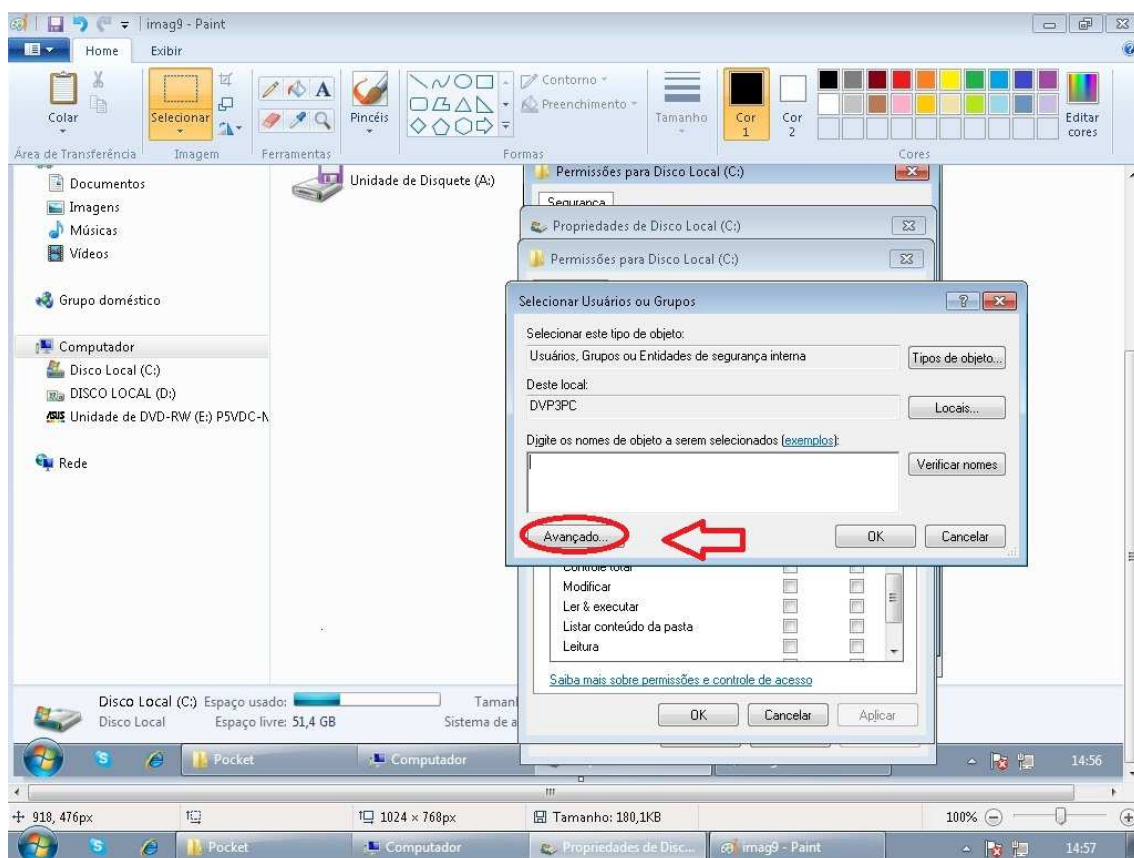 imag9 - Paint
Home Exibir
Colar
Selecionar
Pincéis
Contorno
Preenchimento
Tamanho
Cor 1
Cor 2
Editar cores
Área de Transferência Imagem Ferramentas Formas Cores
Documentos
Imagens
Músicas
Vídeos
Grupo doméstico
Computador
Disco Local (C:)
DISCO LOCAL (D:)
ASUS Unidade de DVD-RW (E:) P5VDC-M
Rede
Unidade de Disquete (A:)
Permissões para Disco Local (C:)
Segurança
Propriedades de Disco Local (C:)
Permissões para Disco Local (C:)
Selecionar Usuários ou Grupos
Selecionar este tipo de objeto:
Usuários, Grupos ou Entidades de segurança interna
Tipos de objeto...
Deste local:
DVP3PC
Locais...
Digite os nomes de objeto a serem selecionados (exemplos):
Verificar nomes
Avançado... OK Cancelar
Controle total
Modificar
Ler & executar
Listar conteúdo da pasta
Leitura
Saiba mais sobre permissões e controle de acesso
OK Cancelar Aplicar
Disco Local (C:) Espaço usado:
Disco Local Espaço livre: 51,4 GB Sistema de a
Pocket Computador 14:56
918, 476px 1024 × 768px Tamanho: 180,1KB 100%
Pocket Computador Propriedades de Disc... imag9 - Paint 14:57